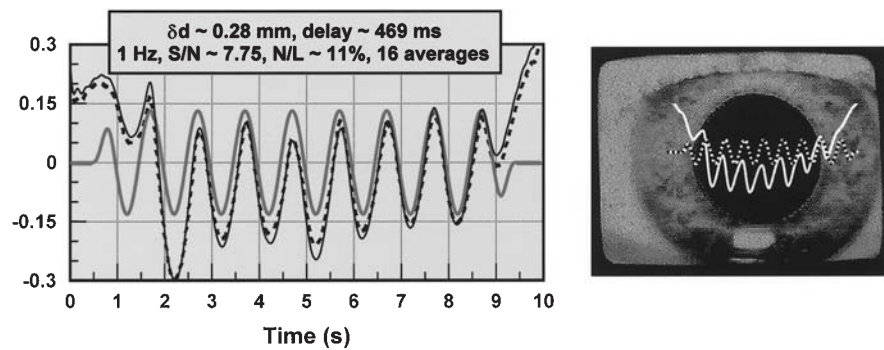 δd ~ 0.28 mm, delay ~ 469 ms
1 Hz, S/N ~ 7.75, N/L ~ 11%, 16 averages
0.3
0.15
0
-0.15
-0.3
0 1 2 3 4 5 6 7 8 9 10
Time (s)